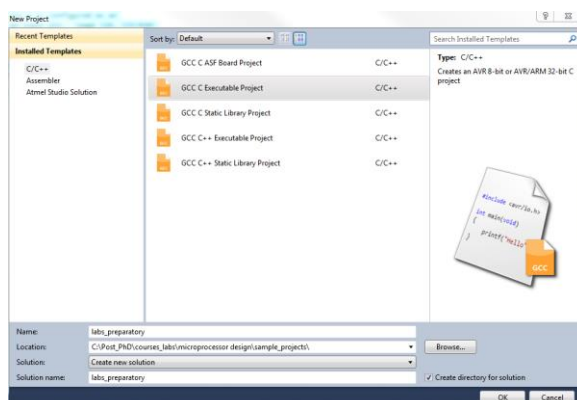 New Project
Recent Templates
Installed Templates
C/C++
Assembler
Atmel Studio Solution
Sort by: Default
GCC C ASF Board Project C/C++
GCC C Executable Project C/C++
GCC C Static Library Project C/C++
GCC C++ Executable Project C/C++
GCC C++ Static Library Project C/C++
Search Installed Templates
Type: C/C++
Creates an AVR 8-bit or AVR/ARM 32-bit C
project
#include <avr/io.h>
int main(void)
{
printf("hello"
}
GCC
Name: labs_preparatory
Location: C:\Post_PhD\courses_labs\microprocessor design\sample_projects\
Browse...
Solution: Create new solution
Solution name: labs_preparatory
Create directory for solution
OK Cancel